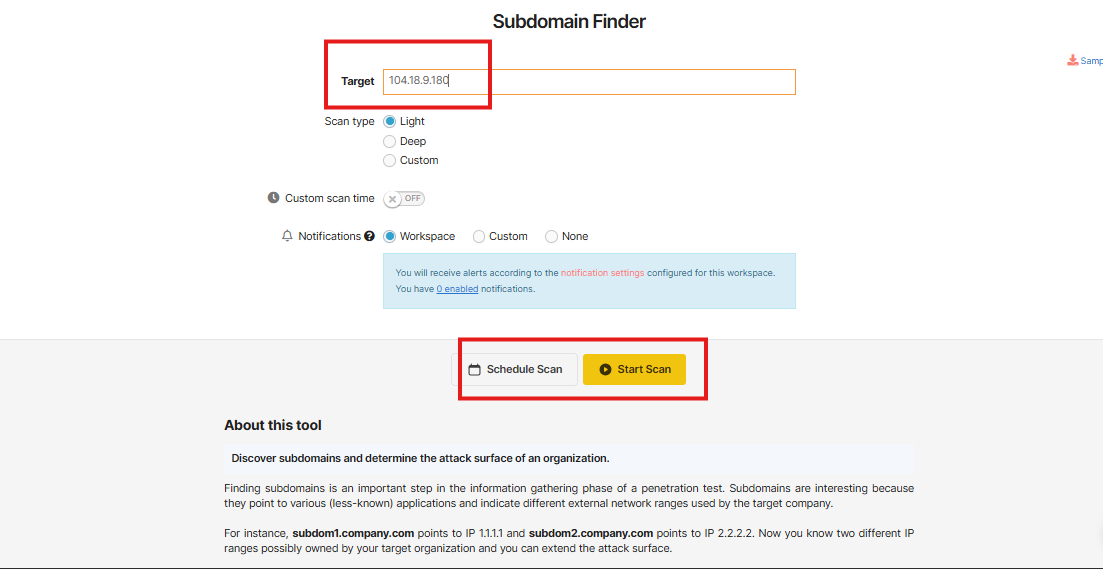 Subdomain Finder
Samp
Target 104.18.9.180
Scan type Light
Deep
Custom
Custom scan time OFF
Notifications Workspace Custom None
You will receive alerts according to the notification settings configured for this workspace.
You have 0 enabled notifications.
Schedule Scan Start Scan
About this tool
Discover subdomains and determine the attack surface of an organization.
Finding subdomains is an important step in the information gathering phase of a penetration test. Subdomains are interesting because
they point to various (less-known) applications and indicate different external network ranges used by the target company.
For instance, subdom1.company.com points to IP 1.1.1.1 and subdom2.company.com points to IP 2.2.2.2. Now you know two different IP
ranges possibly owned by your target organization and you can extend the attack surface.